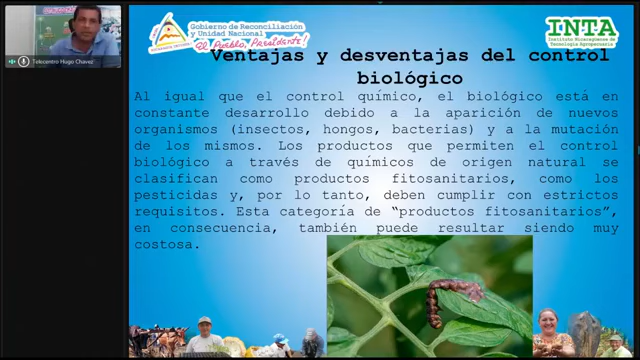 Gobierno de Reconciliación
y Unidad Nacional
El Pueblo, Presidente!
INTA
Instituto Nicaragüense de
Tecnología Agropecuaria
Ventajas y desventajas del control
biológico
Al igual que el control químico, el biológico está en
constante desarrollo debido a la aparición de nuevos
organismos (insectos, hongos, bacterias) y a la mutación
de los mismos. Los productos que permiten el control
biológico a través de químicos de origen natural se
clasifican como productos fitosanitarios, como los
pesticidas y, por lo tanto, deben cumplir con estrictos
requisitos. Esta categoría de “productos fitosanitarios”,
en consecuencia, también puede resultar siendo muy
costosa.
Telecentro Hugo Chavez